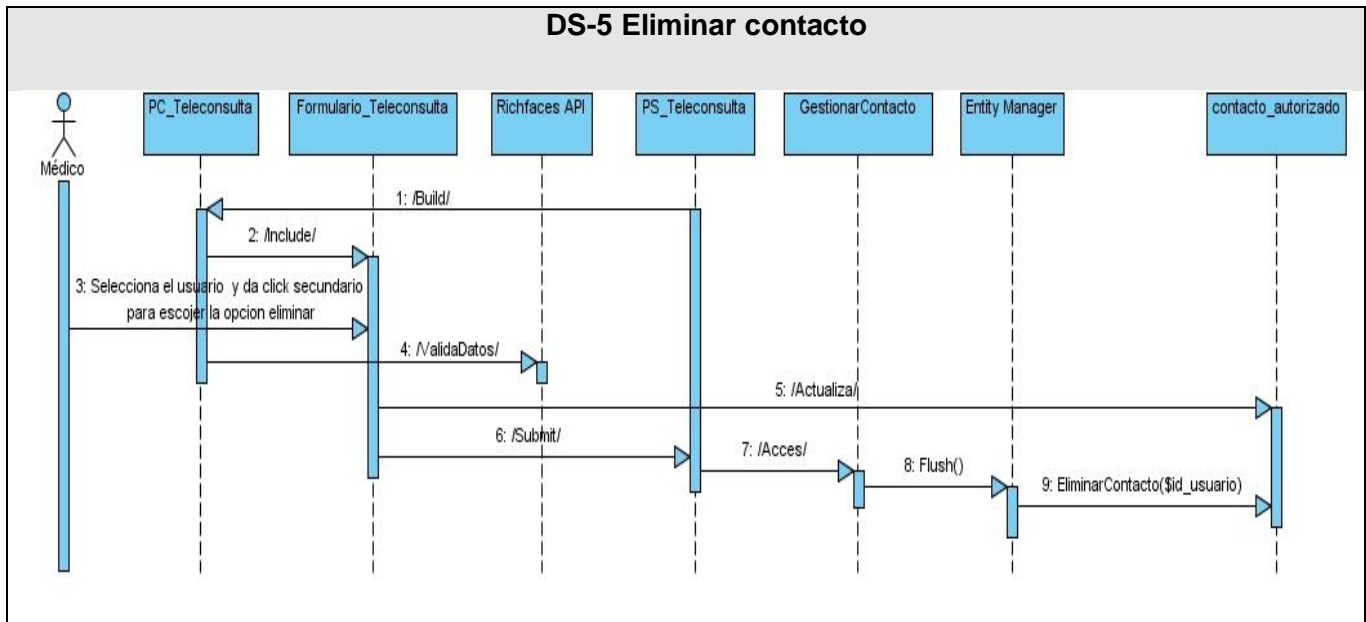 DS-5 Eliminar contacto
Médico
PC_Teleconsulta
Formulario_Teleconsulta
Richfaces API
PS_Teleconsulta
GestionarContacto
Entity Manager
contacto_autorizado
1: /Build/
2: /Include/
3: Selecciona el usuario y da click secundario
para escojer la opcion eliminar
4: /ValidaDatos/
5: /Actualiza/
6: /Submit/
7: /Acces/
8: Flush()
9: EliminarContacto($id_usuario)